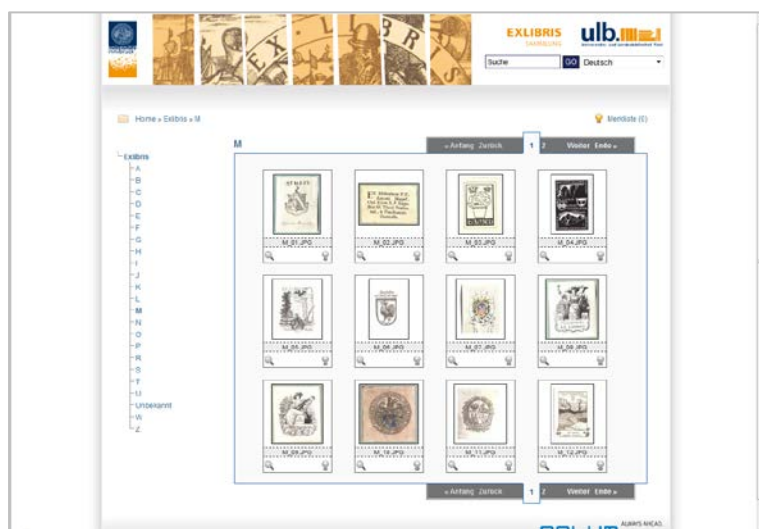 EX LIBRIS
EXLIBRIS
SAMMLUNG
ulb.
Suche
GO
Deutsch
Home » Exlibris » M
Merkliste (0)
M
« Anfang Zurück 1 2 Weiter Ende »
Exlibris
A
B
C
D
E
F
G
H
I
J
K
L
M
N
O
P
R
S
T
U
Unbekannt
W
Z
M_01.JPG
M_02.JPG
M_03.JPG
M_04.JPG
M_05.JPG
M_06.JPG
M_07.JPG
M_08.JPG
M_09.JPG
M_10.JPG
M_11.JPG
M_12.JPG
« Anfang Zurück 1 2 Weiter Ende »
ALWAYS AHEAD